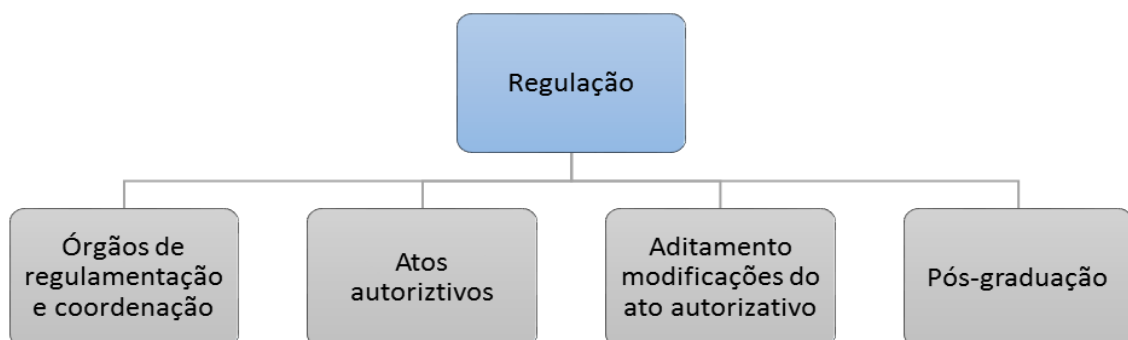 Regulação
Órgãos de
regulamentação
e coordenação
Atos
autoriztivos
Aditamento
modificações do
ato autorizativo
Pós-graduação